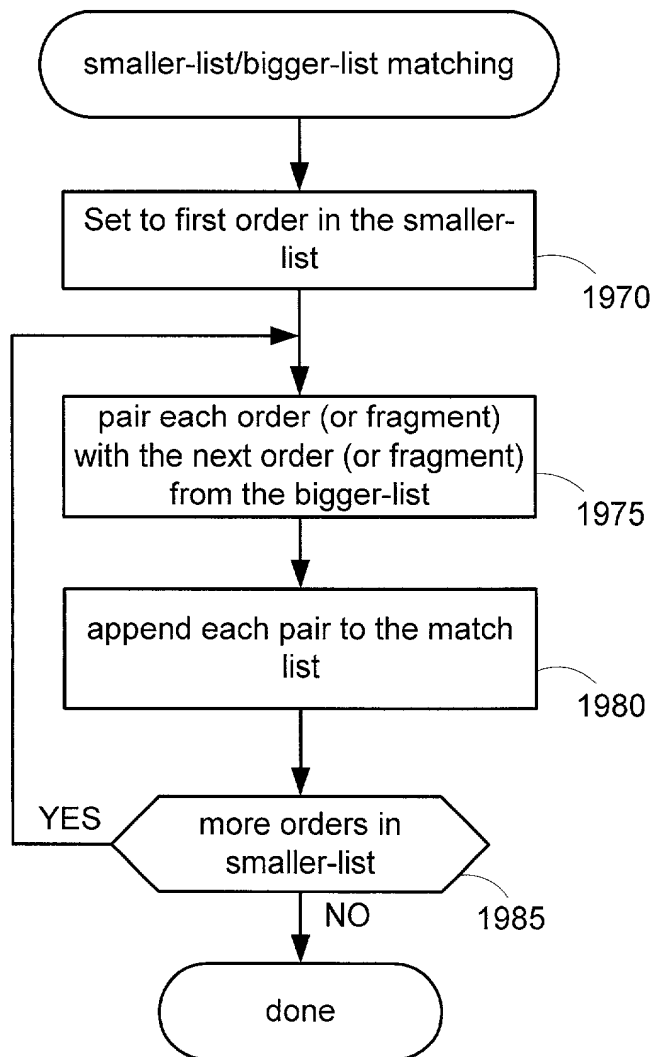 smaller-list/bigger-list matching
Set to first order in the smaller-
list
1970
pair each order (or fragment)
with the next order (or fragment)
from the bigger-list
1975
append each pair to the match
list
1980
YES
more orders in
smaller-list
1985
NO
done